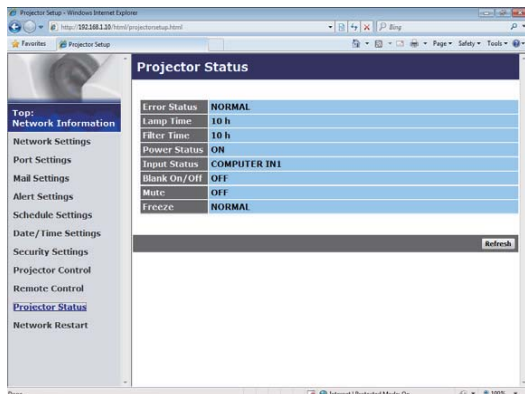 Projector Setup - Windows Internet Explorer
http://192.168.1.10/html/projectorsetup.html
Bing
Favorites Projector Setup Page Safety Tools
Projector Status
Top:
Network Information
Network Settings
Port Settings
Mail Settings
Alert Settings
Schedule Settings
Date/Time Settings
Security Settings
Projector Control
Remote Control
Projector Status
Network Restart
Error Status NORMAL
Lamp Time 10 h
Filter Time 10 h
Power Status ON
Input Status COMPUTER IN1
Blank On/Off OFF
Mute OFF
Freeze NORMAL
Refresh
Done Internet | Protected Mode: On 100%